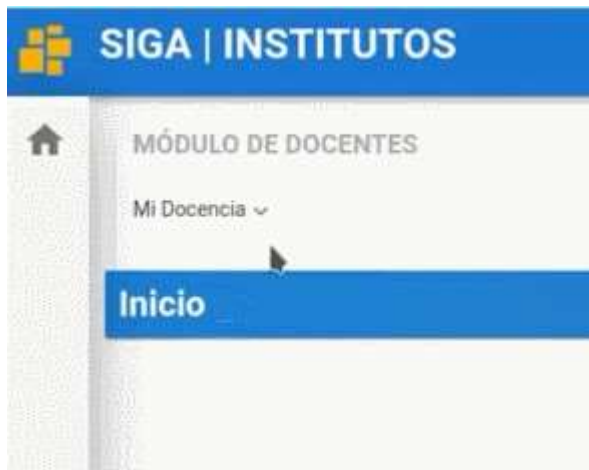 SIGA | INSTITUTOS
MÓDULO DE DOCENTES
Mi Docencia
Inicio